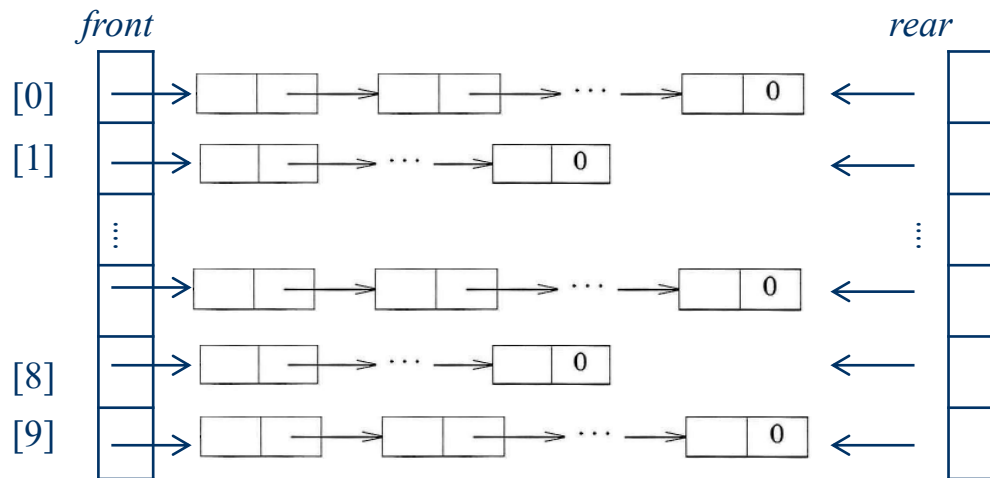 front rear
[0] ... 0
[1] ... 0
⋮ ⋮
... 0
[8] ... 0
[9] ... 0